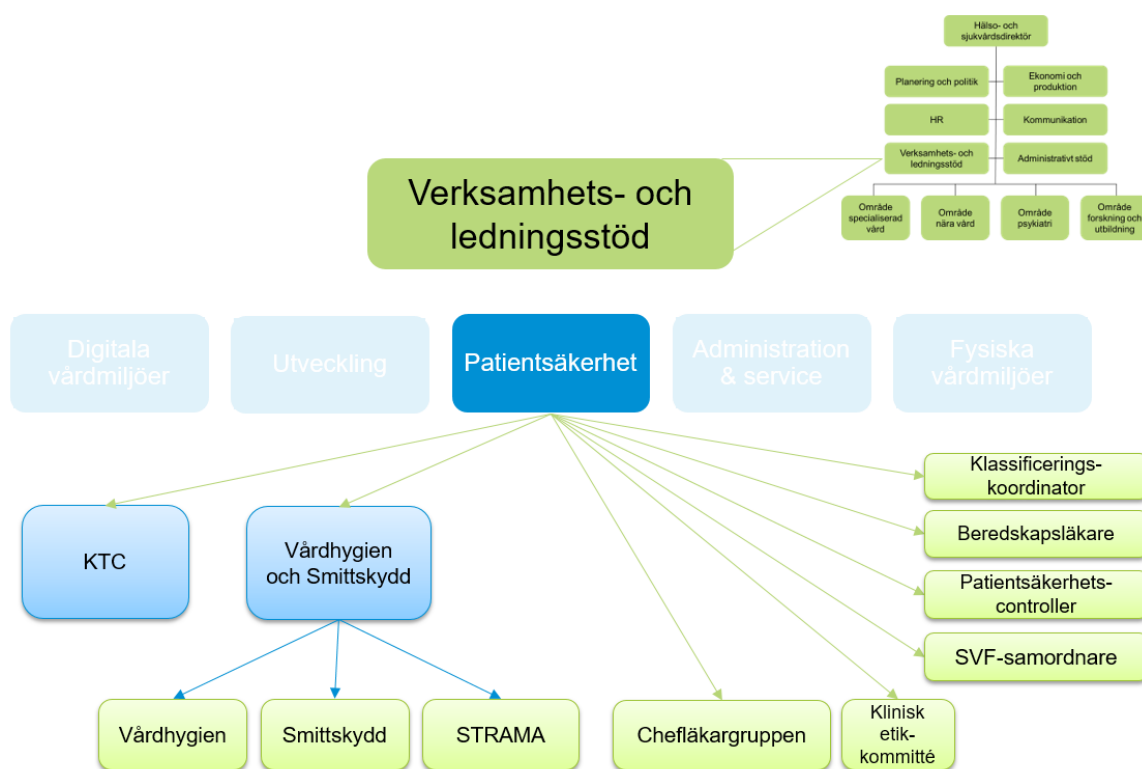 Hälso- och
sjukvårdsdirektör
Planering och politik
Ekonomi och
produktion
HR
Kommunikation
Verksamhets- och
ledningsstöd
Administrativt stöd
Område
specialiserad
vård
Område
nära vård
Område
psykiatri
Område
forskning och
utbildning
Verksamhets- och
ledningsstöd
Digitala
vårdmiljöer
Utveckling
Patientsäkerhet
Administration
& service
Fysiska
vårdmiljöer
KTC
Vårdhygien
och Smittskydd
Klassificerings-
koordinator
Beredskapsläkare
Patientsäkerhets-
controller
SVF-samordnare
Vårdhygien
Smittskydd
STRAMA
Chefläkargruppen
Klinisk
etik-
kommitté